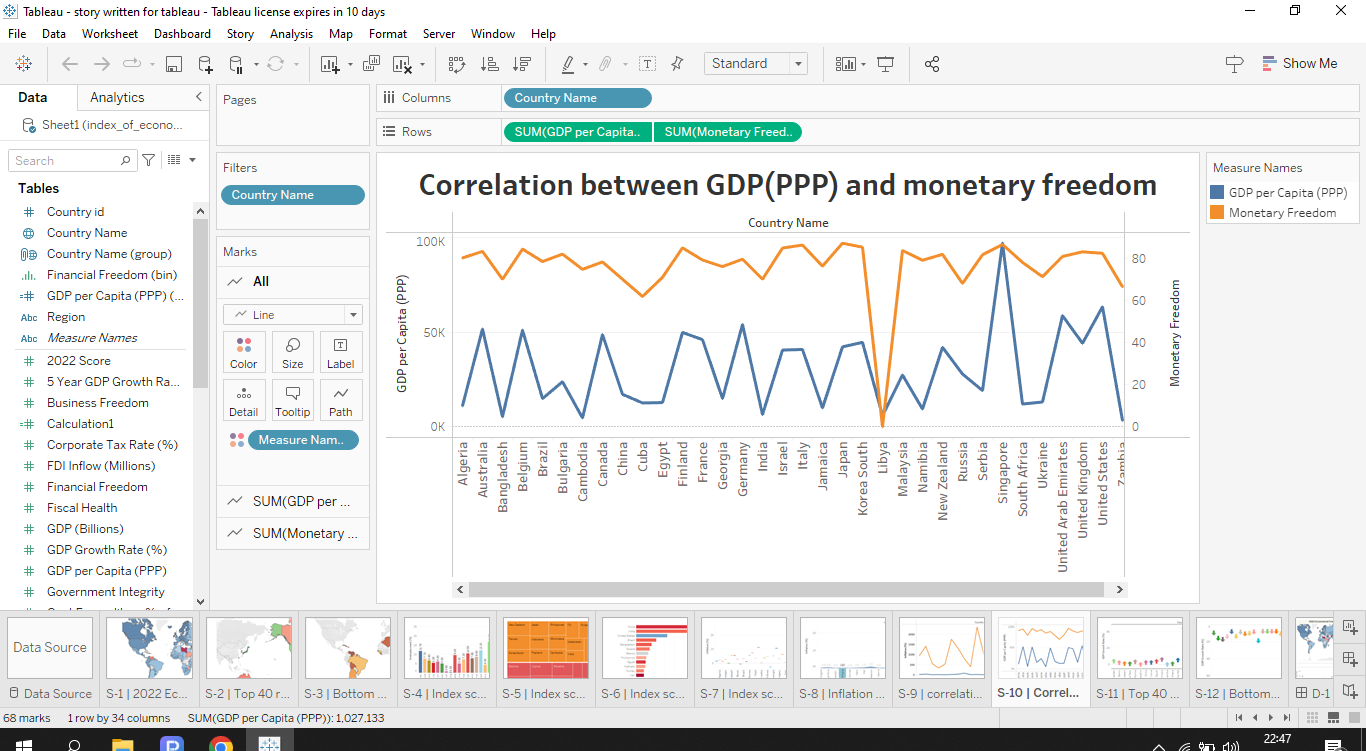 Tableau - story written for tableau - Tableau license expires in 10 days
File Data Worksheet Dashboard Story Analysis Map Format Server Window Help
Standard
Show Me
Data Analytics
Sheet1 (index_of_econo...
Search
Tables
Country id
Country Name
Country Name (group)
Financial Freedom (bin)
GDP per Capita (PPP) (...
Abc Region
Abc Measure Names
2022 Score
5 Year GDP Growth Ra...
Business Freedom
Calculation1
Corporate Tax Rate (%)
FDI Inflow (Millions)
Financial Freedom
Fiscal Health
GDP (Billions)
GDP Growth Rate (%)
GDP per Capita (PPP)
Government Integrity
Pages
Filters
Country Name
Marks
All
Line
Color Size Label
Detail Tooltip Path
Measure Nam..
SUM(GDP per ...
SUM(Monetary ...
Columns Country Name
Rows SUM(GDP per Capita.. SUM(Monetary Freed..
Correlation between GDP(PPP) and monetary freedom
Country Name
GDP per Capita (PPP)
100K
50K
0K
80
60
40
20
0
Monetary Freedom
Algeria
Australia
Bangladesh
Belgium
Brazil
Bulgaria
Cambodia
Canada
China
Cuba
Egypt
Finland
France
Georgia
Germany
India
Israel
Italy
Jamaica
Japan
Korea South
Libya
Malaysia
Namibia
New Zealand
Russia
Serbia
Singapore
South Africa
Ukraine
United Arab Emirates
United Kingdom
United States
Zambia
Measure Names
GDP per Capita (PPP)
Monetary Freedom
Data Source
Data Source S-1 | 2022 Ec... S-2 | Top 40 r... S-3 | Bottom ... S-4 | Index sc... S-5 | Index sc... S-6 | Index sc... S-7 | Index sc... S-8 | Inflation ... S-9 | correlati... S-10 | Correl... S-11 | Top 40 ... S-12 | Bottom... D-1
68 marks 1 row by 34 columns SUM(GDP per Capita (PPP)): 1,027,133
22:47